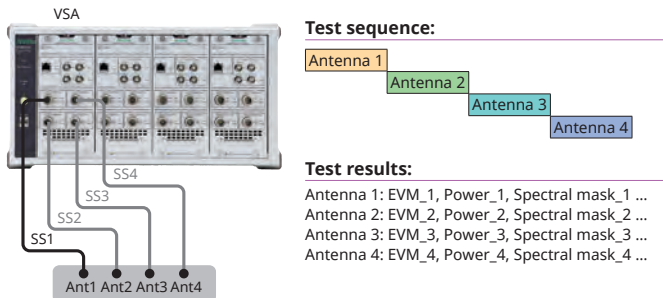 VSA
SS4
SS3
SS2
SS1
Ant1 Ant2 Ant3 Ant4
Test sequence:
Antenna 1
Antenna 2
Antenna 3
Antenna 4
Test results:
Antenna 1: EVM_1, Power_1, Spectral mask_1 ...
Antenna 2: EVM_2, Power_2, Spectral mask_2 ...
Antenna 3: EVM_3, Power_3, Spectral mask_3 ...
Antenna 4: EVM_4, Power_4, Spectral mask_4 ...